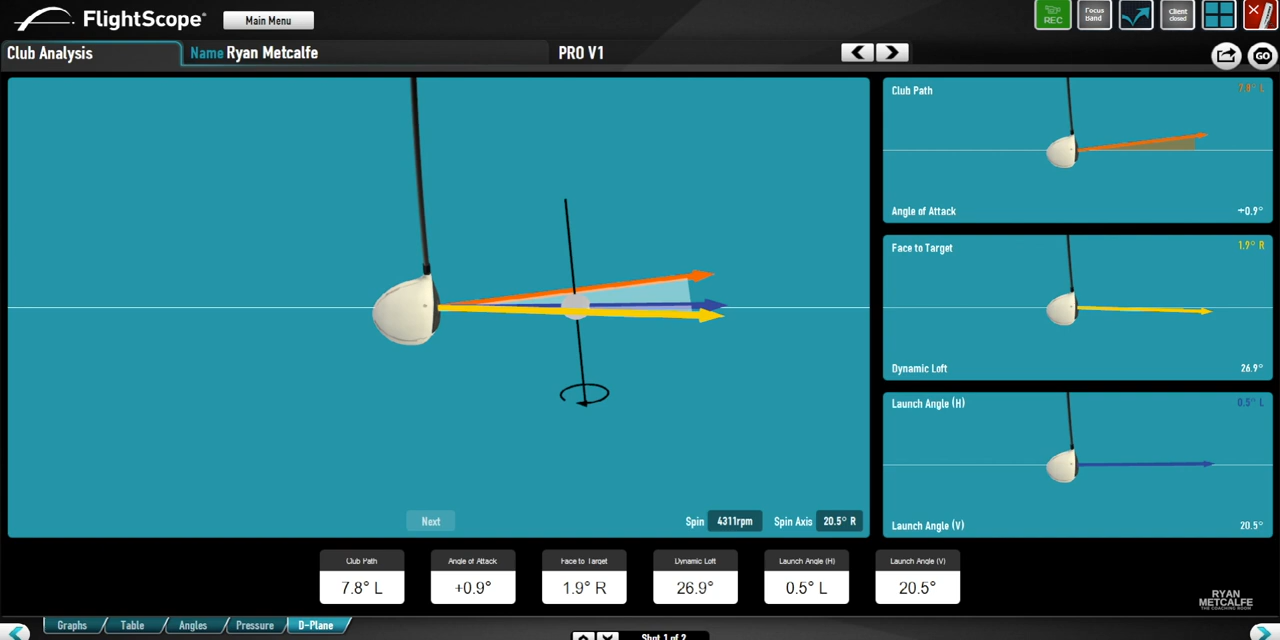 FlightScope
Main Menu
REC
Focus
Band
Client
closed
Club Analysis
Name Ryan Metcalfe
PRO V1
GO
Club Path
7.8° L
Angle of Attack
+0.9°
Face to Target
1.9° R
Dynamic Loft
26.9°
Launch Angle (H)
0.5° L
Launch Angle (V)
20.5°
Next
Spin 4311rpm Spin Axis 20.5° R
Club Path Angle of Attack Face to Target Dynamic Loft Launch Angle (H) Launch Angle (V)
7.8° L +0.9° 1.9° R 26.9° 0.5° L 20.5°
RYAN
METCALFE
THE COACHING ROOM
Graphs Table Angles Pressure D-Plane
Shot 1 of 2